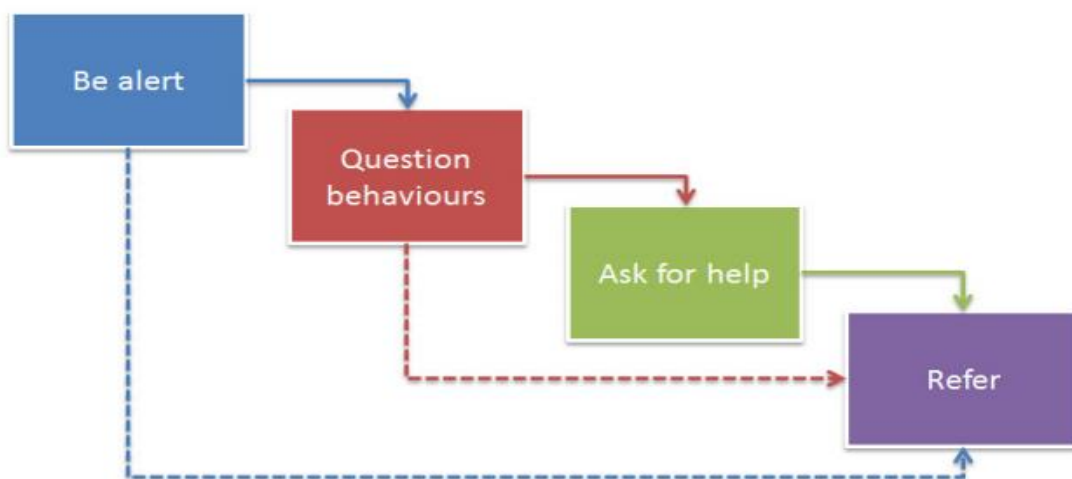 Be alert
Question
behaviours
Ask for help
Refer